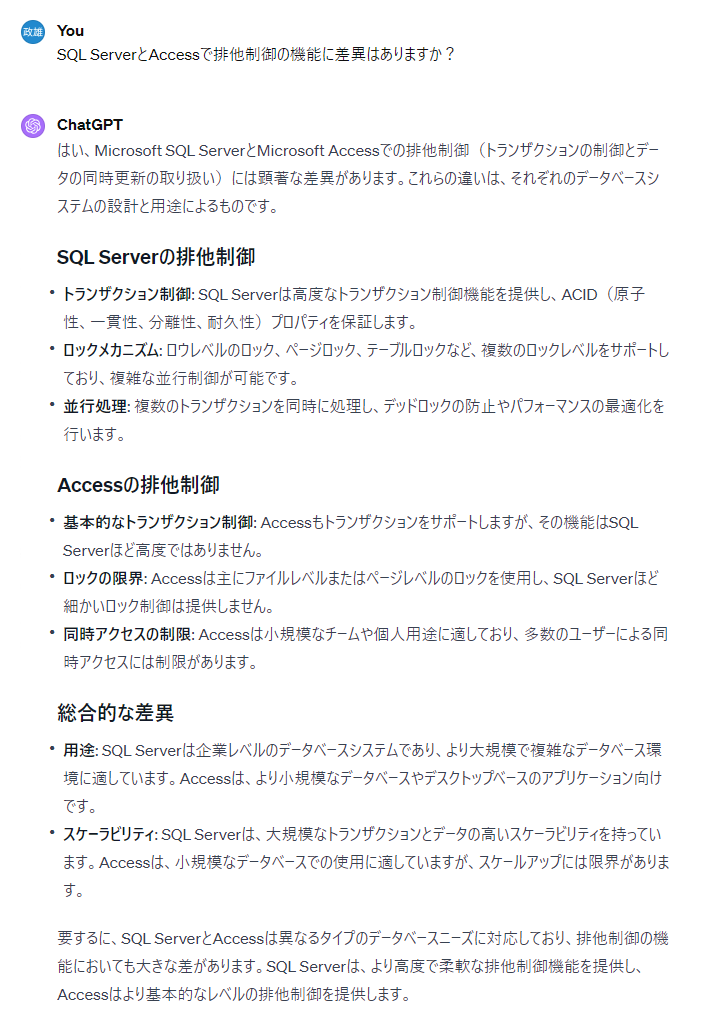 政雄
You
SQL ServerとAccessで排他制御の機能に差異はありますか？
ChatGPT
はい、Microsoft SQL ServerとMicrosoft Accessでの排他制御（トランザクションの制御とデー
タの同時更新の取り扱い）には顕著な差異があります。これらの違いは、それぞれのデータベースシ
ステムの設計と用途によるものです。
SQL Serverの排他制御
• トランザクション制御: SQL Serverは高度なトランザクション制御機能を提供し、ACID（原子
性、一貫性、分離性、耐久性）プロパティを保証します。
• ロックメカニズム: ロウレベルのロック、ページロック、テーブルロックなど、複数のロックレベルをサポートし
ており、複雑な並行制御が可能です。
• 並行処理: 複数のトランザクションを同時に処理し、デッドロックの防止やパフォーマンスの最適化を
行います。
Accessの排他制御
• 基本的なトランザクション制御: Accessもトランザクションをサポートしますが、その機能はSQL
Serverほど高度ではありません。
• ロックの限界: Accessは主にファイルレベルまたはページレベルのロックを使用し、SQL Serverほど
細かいロック制御は提供しません。
• 同時アクセスの制限: Accessは小規模なチームや個人用途に適しており、多数のユーザーによる同
時アクセスには制限があります。
総合的な差異
• 用途: SQL Serverは企業レベルのデータベースシステムであり、より大規模で複雑なデータベース環
境に適しています。Accessは、より小規模なデータベースやデスクトップベースのアプリケーション向け
です。
• スケーラビリティ: SQL Serverは、大規模なトランザクションとデータの高いスケーラビリティを持ってい
ます。Accessは、小規模なデータベースでの使用に適していますが、スケールアップには限界がありま
す。
要するに、SQL ServerとAccessは異なるタイプのデータベースニーズに対応しており、排他制御の機
能においても大きな差があります。SQL Serverは、より高度で柔軟な排他制御機能を提供し、
Accessはより基本的なレベルの排他制御を提供します。